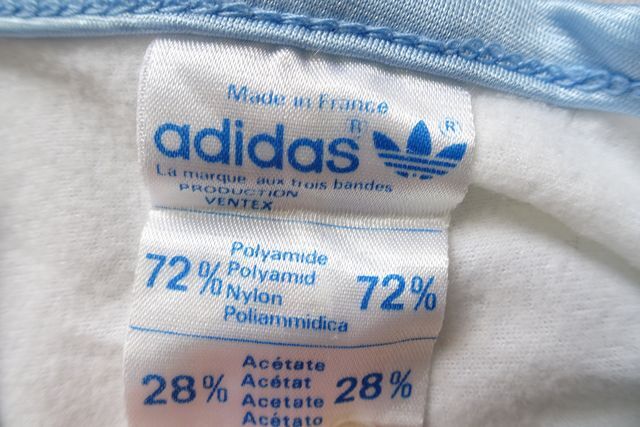 Made in France
adidas® ®
La marque aux trois bandes
PRODUCTION
VENTEX
72% Polyamide 72%
Polyamid
Nylon
Poliammidica
28% Acétate 28%
Acétat
Acetate
Acétato